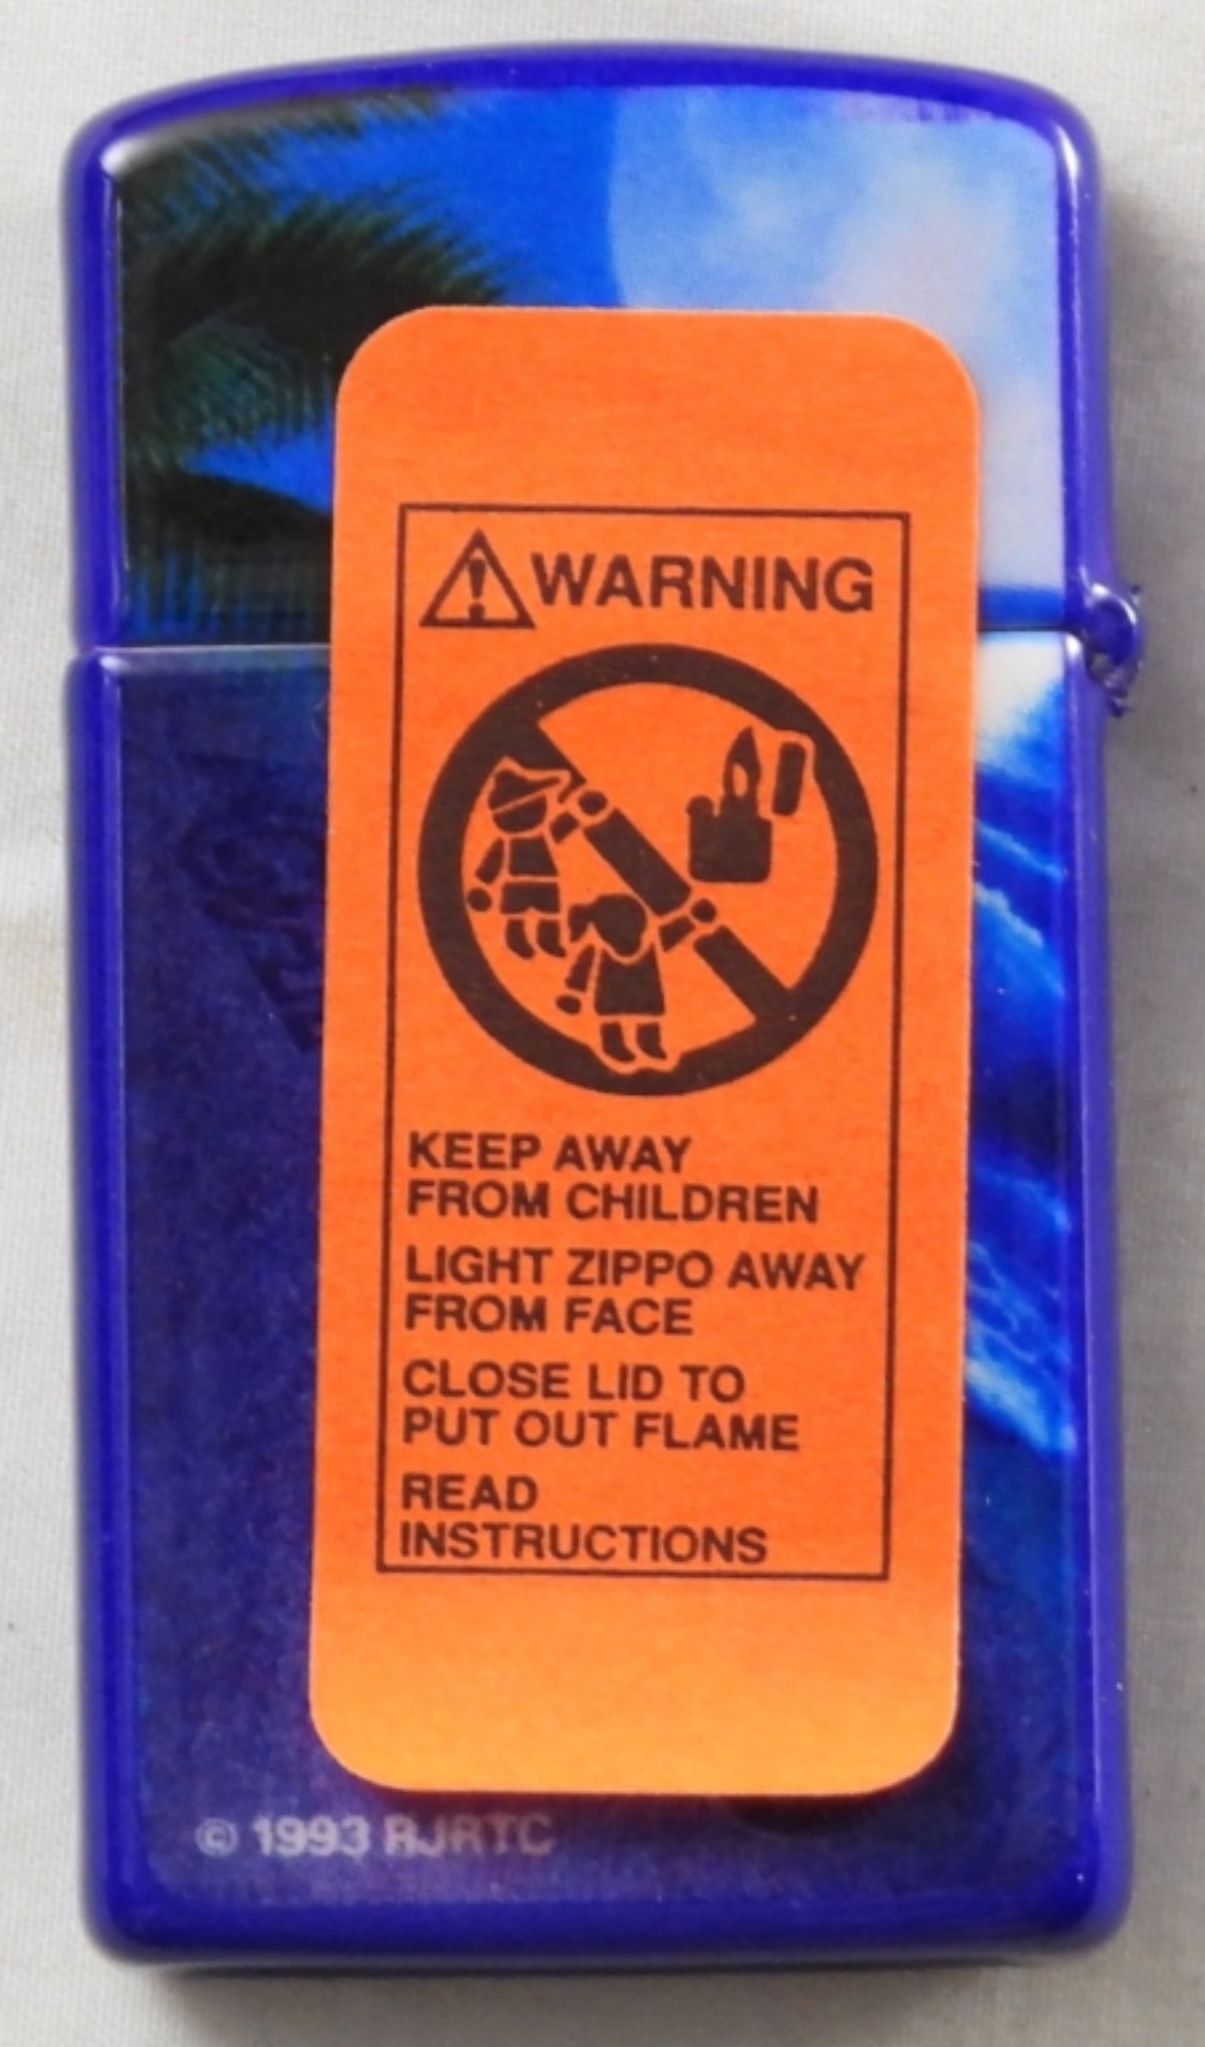 WARNING
KEEP AWAY
FROM CHILDREN
LIGHT ZIPPO AWAY
FROM FACE
CLOSE LID TO
PUT OUT FLAME
READ
INSTRUCTIONS
© 1993 RJRTC